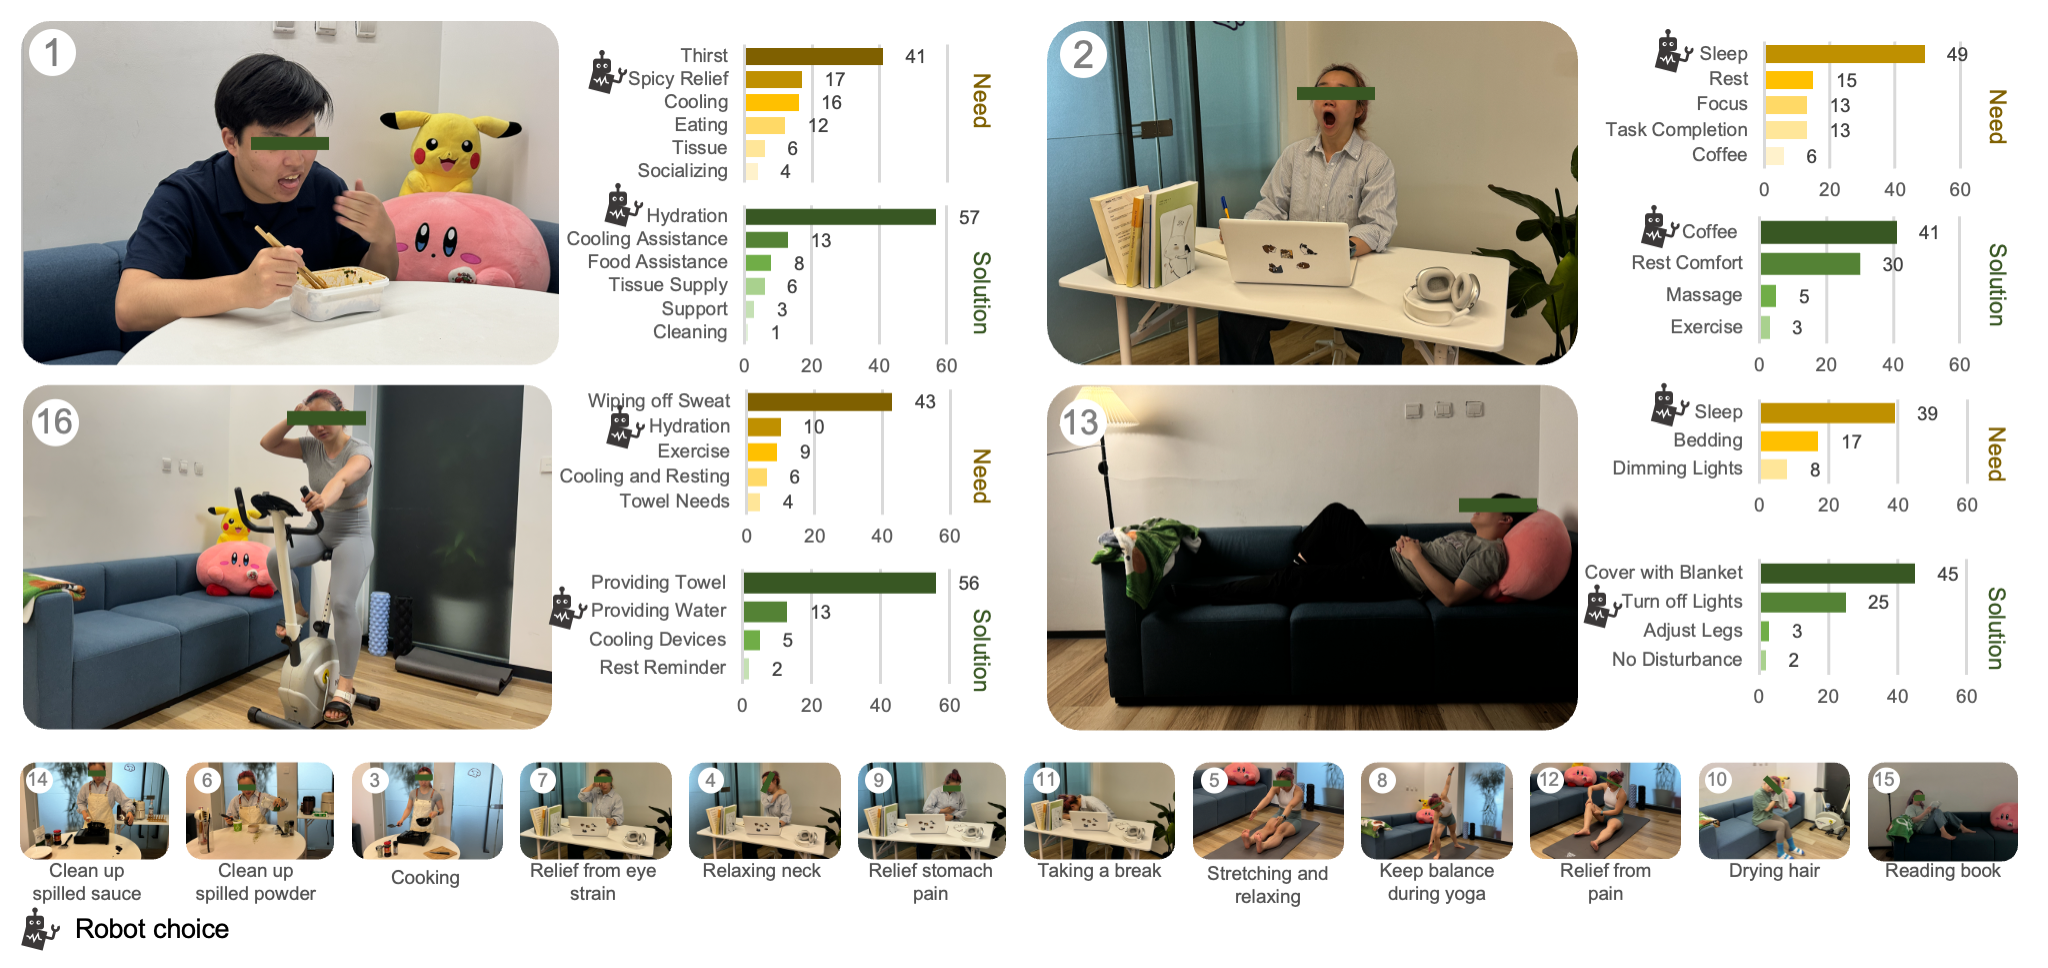 1
Thirst 41
Spicy Relief 17
Cooling 16
Eating 12
Tissue 6
Socializing 4
Need
Hydration 57
Cooling Assistance 13
Food Assistance 8
Tissue Supply 6
Support 3
Cleaning 1
Solution
0 20 40 60
2
Sleep 49
Rest 15
Focus 13
Task Completion 13
Coffee 6
Need
0 20 40 60
Coffee 41
Rest Comfort 30
Massage 5
Exercise 3
Solution
0 20 40 60
16
Wiping off Sweat 43
Hydration 10
Exercise 9
Cooling and Resting 6
Towel Needs 4
Need
0 20 40 60
Providing Towel 56
Providing Water 13
Cooling Devices 5
Rest Reminder 2
Solution
0 20 40 60
13
Sleep 39
Bedding 17
Dimming Lights 8
Need
0 20 40 60
Cover with Blanket 45
Turn off Lights 25
Adjust Legs 3
No Disturbance 2
Solution
0 20 40 60
14
Clean up
spilled sauce
6
Clean up
spilled powder
3
Cooking
7
Relief from eye
strain
4
Relaxing neck
9
Relief stomach
pain
11
Taking a break
5
Stretching and
relaxing
8
Keep balance
during yoga
12
Relief from
pain
10
Drying hair
15
Reading book
Robot choice